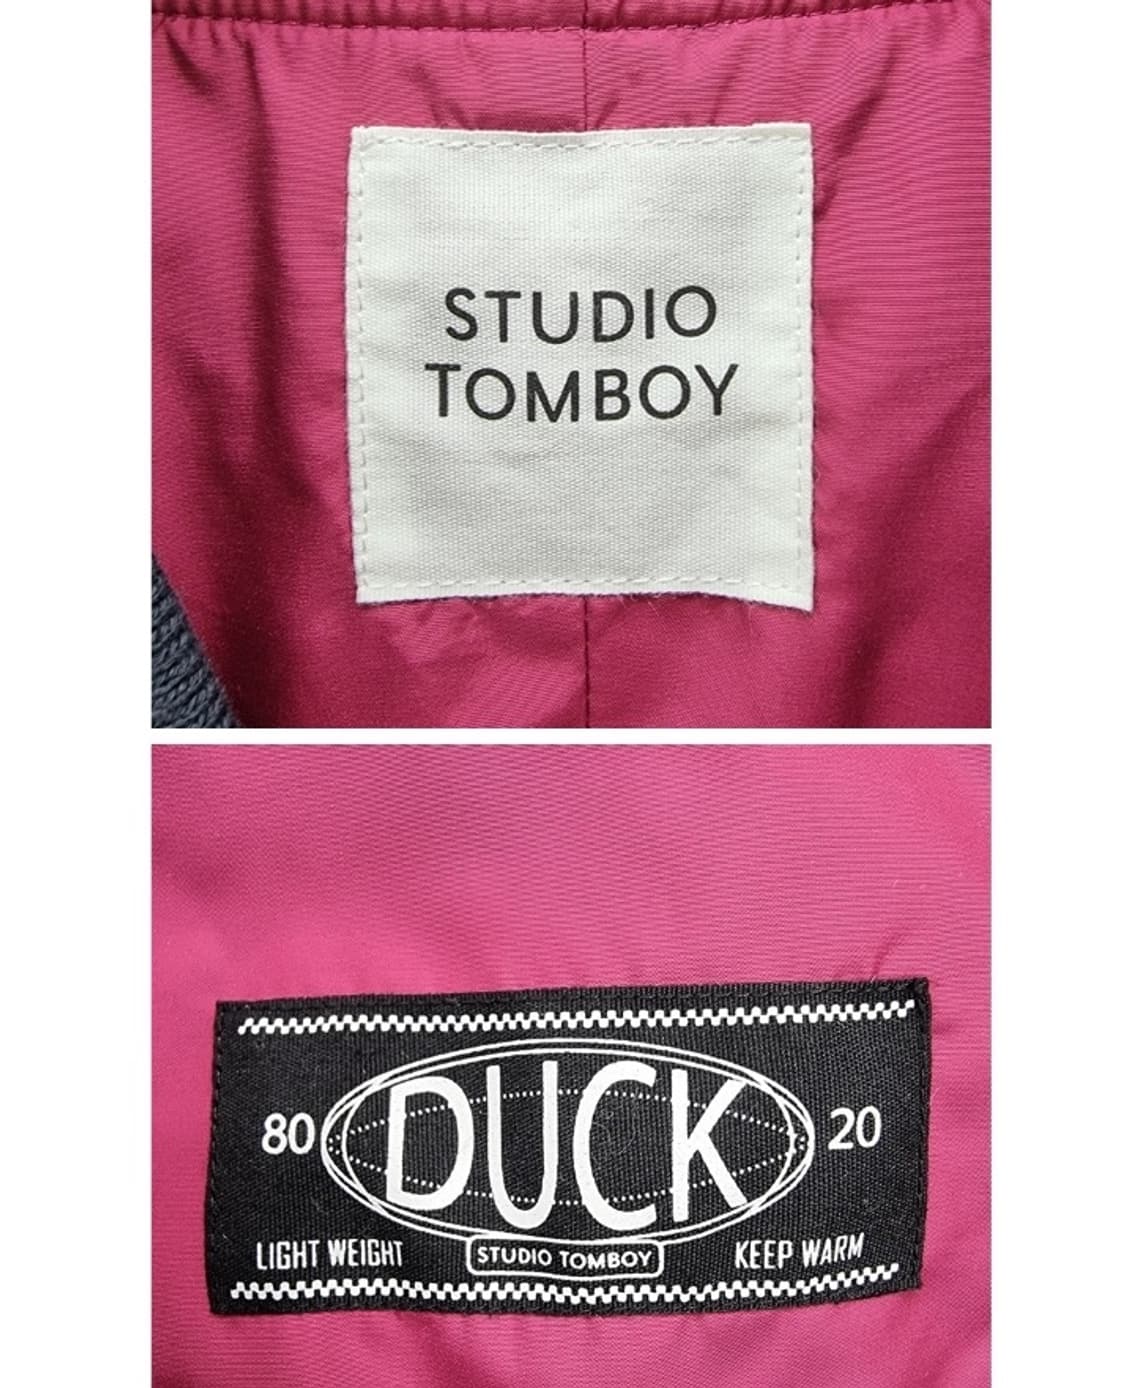 STUDIO
TOMBOY
80 DUCK 20
LIGHT WEIGHT STUDIO TOMBOY KEEP WARM